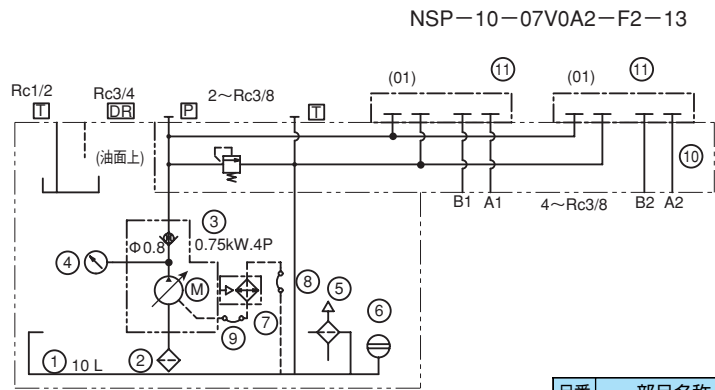 NSP-10-07V0A2-F2-13
Rc1/2
T
Rc3/4
DR
P
2~Rc3/8
T
(01)
⑪
(01)
⑪
(油面上)
⑩
B1
A1
4~Rc3/8
B2
A2
③
Φ0.8
0.75kW.4P
④
M
⑧
⑤
⑥
⑨
⑦
①
10 L
②
品番
部品名称